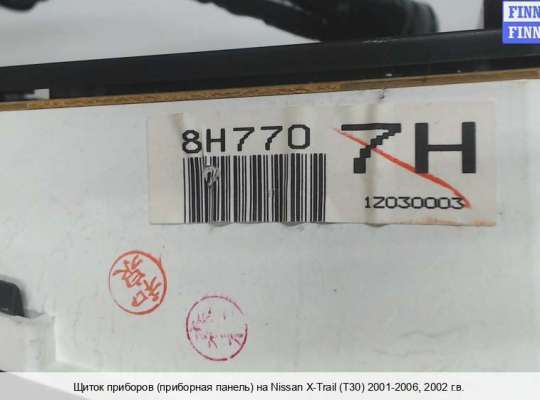 FINN
FINN
8H770 7H
1Z030003
Щиток приборов (приборная панель) на Nissan X-Trail (T30) 2001-2006, 2002 г.в.